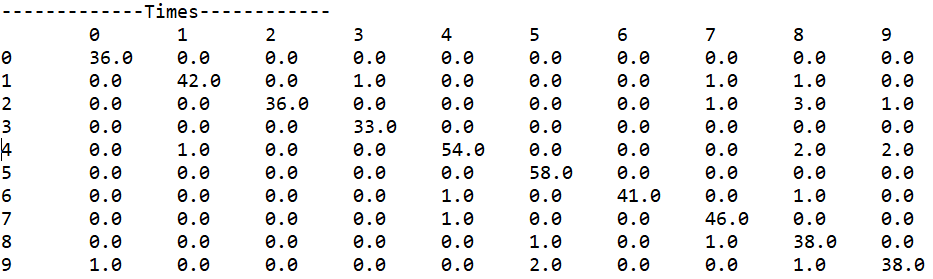 -------------Times------------
0 1 2 3 4 5 6 7 8 9
0 36.0 0.0 0.0 0.0 0.0 0.0 0.0 0.0 0.0 0.0
1 0.0 42.0 0.0 1.0 0.0 0.0 0.0 1.0 1.0 0.0
2 0.0 0.0 36.0 0.0 0.0 0.0 0.0 1.0 3.0 1.0
3 0.0 0.0 0.0 33.0 0.0 0.0 0.0 0.0 0.0 0.0
4 0.0 1.0 0.0 0.0 54.0 0.0 0.0 0.0 2.0 2.0
5 0.0 0.0 0.0 0.0 0.0 58.0 0.0 0.0 0.0 0.0
6 0.0 0.0 0.0 0.0 1.0 0.0 41.0 0.0 1.0 0.0
7 0.0 0.0 0.0 0.0 1.0 0.0 0.0 46.0 0.0 0.0
8 0.0 0.0 0.0 0.0 0.0 1.0 0.0 1.0 38.0 0.0
9 1.0 0.0 0.0 0.0 0.0 2.0 0.0 0.0 1.0 38.0